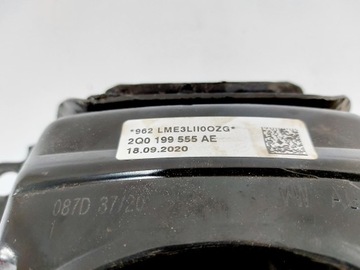 *962 LME3LII0OZG*
2Q0 199 555 AE
18.09.2020
087D 37/20